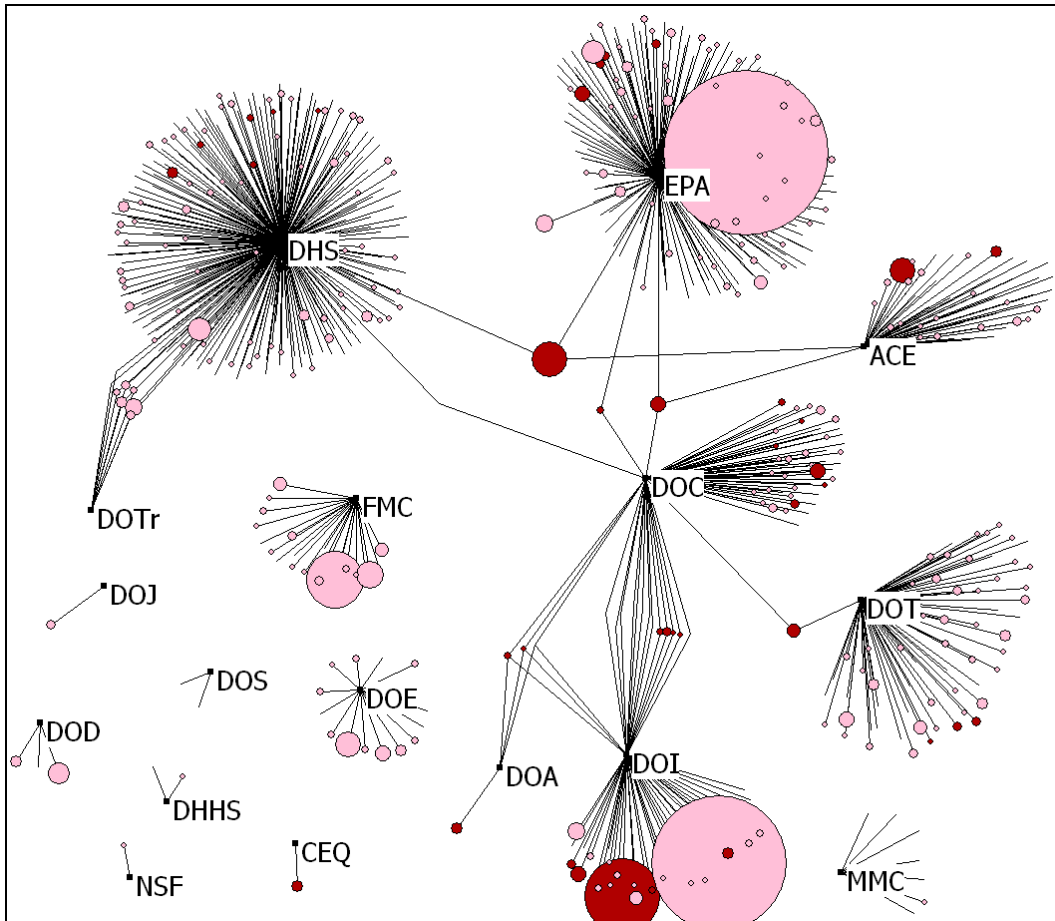 EPA
DHS
ACE
DOC
FMC
DOTr
DOJ
DOT
DOS
DOE
DOD
DOI
DOA
DHHS
CEQ
MMC
NSF